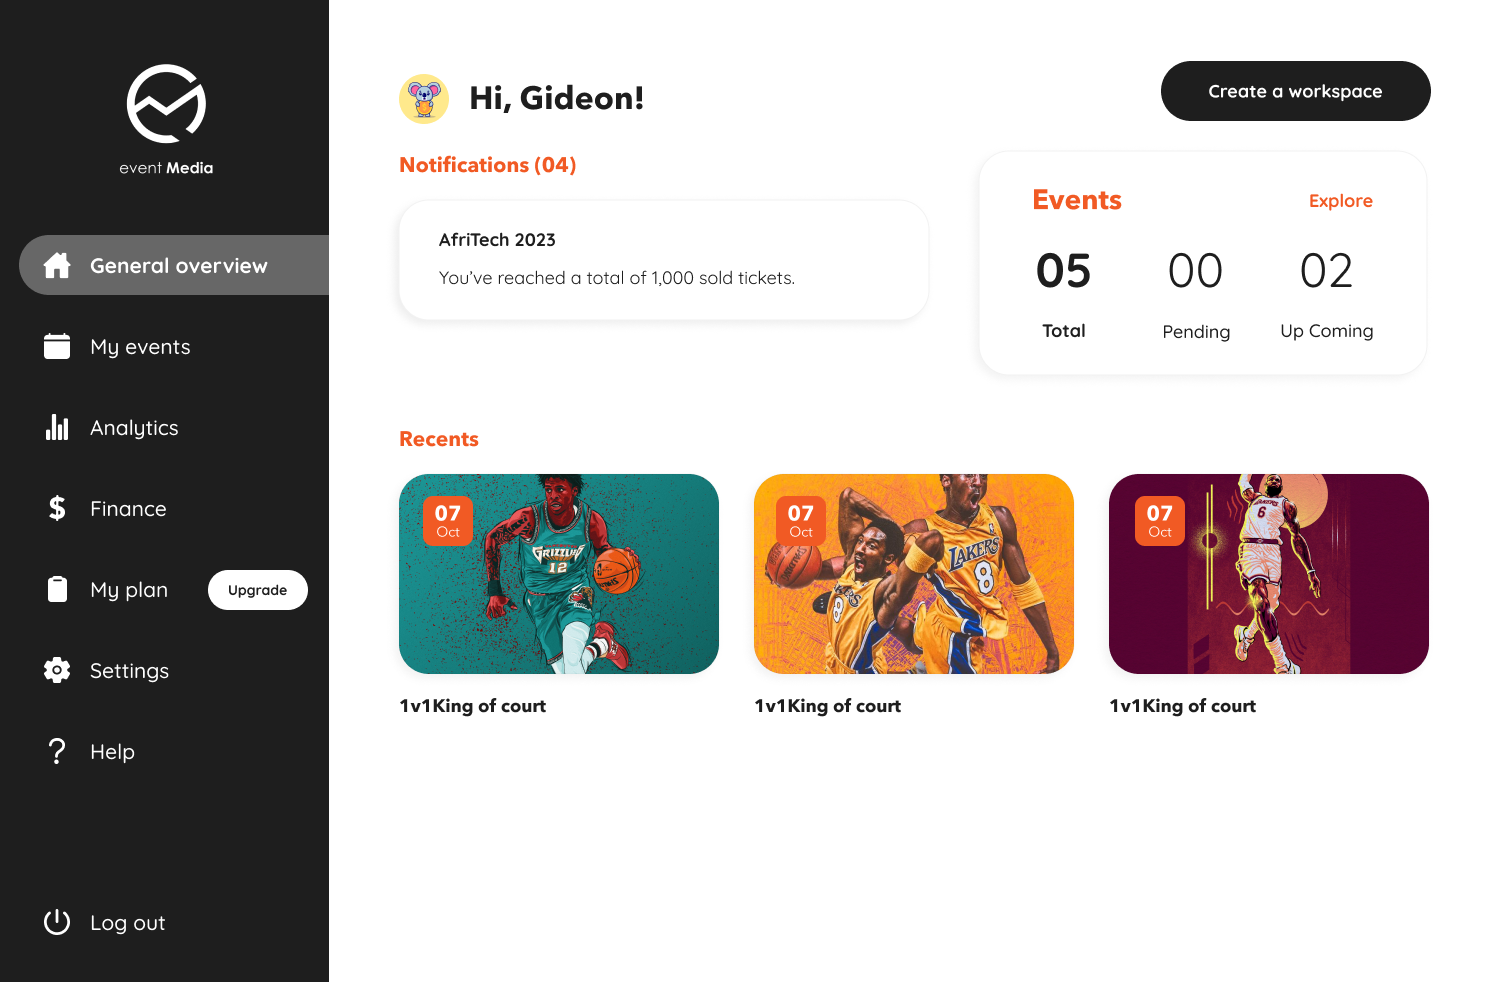 event Media
General overview
My events
Analytics
Finance
My plan
Upgrade
Settings
Help
Log out
Hi, Gideon!
Create a workspace
Notifications (04)
AfriTech 2023
You’ve reached a total of 1,000 sold tickets.
Events
Explore
05
00
02
Total
Pending
Up Coming
Recents
07
Oct
GRIZZLIES
12
1v1King of court
07
Oct
LAKERS
8
8
1v1King of court
07
Oct
LAKERS
6
1v1King of court